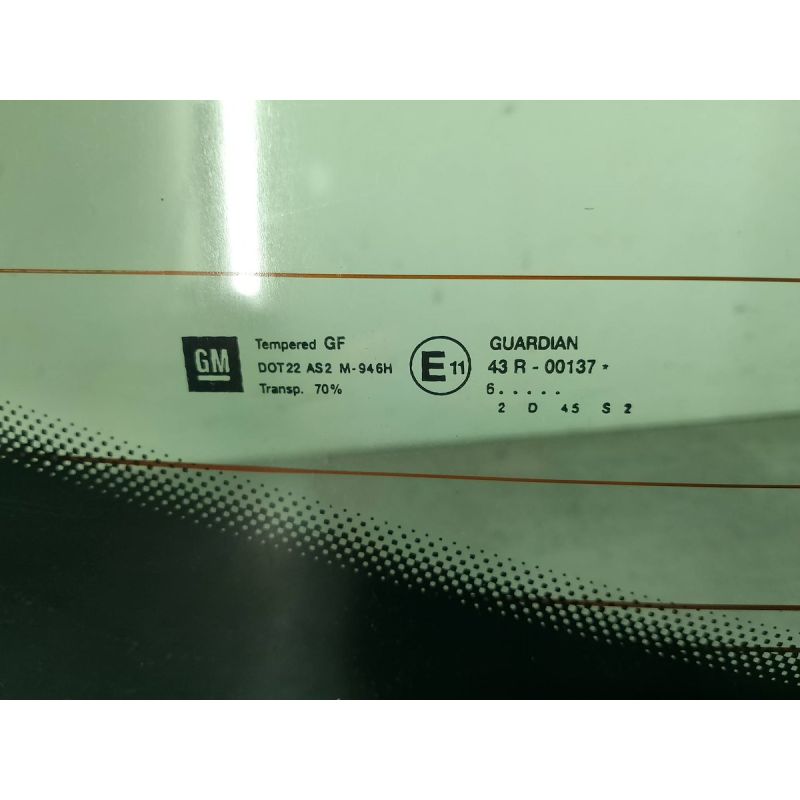 GM
Tempered GF
DOT22 AS2 M-946H
Transp. 70%
E 11
GUARDIAN
43 R - 00137 *
6.....
2 D 45 S 2